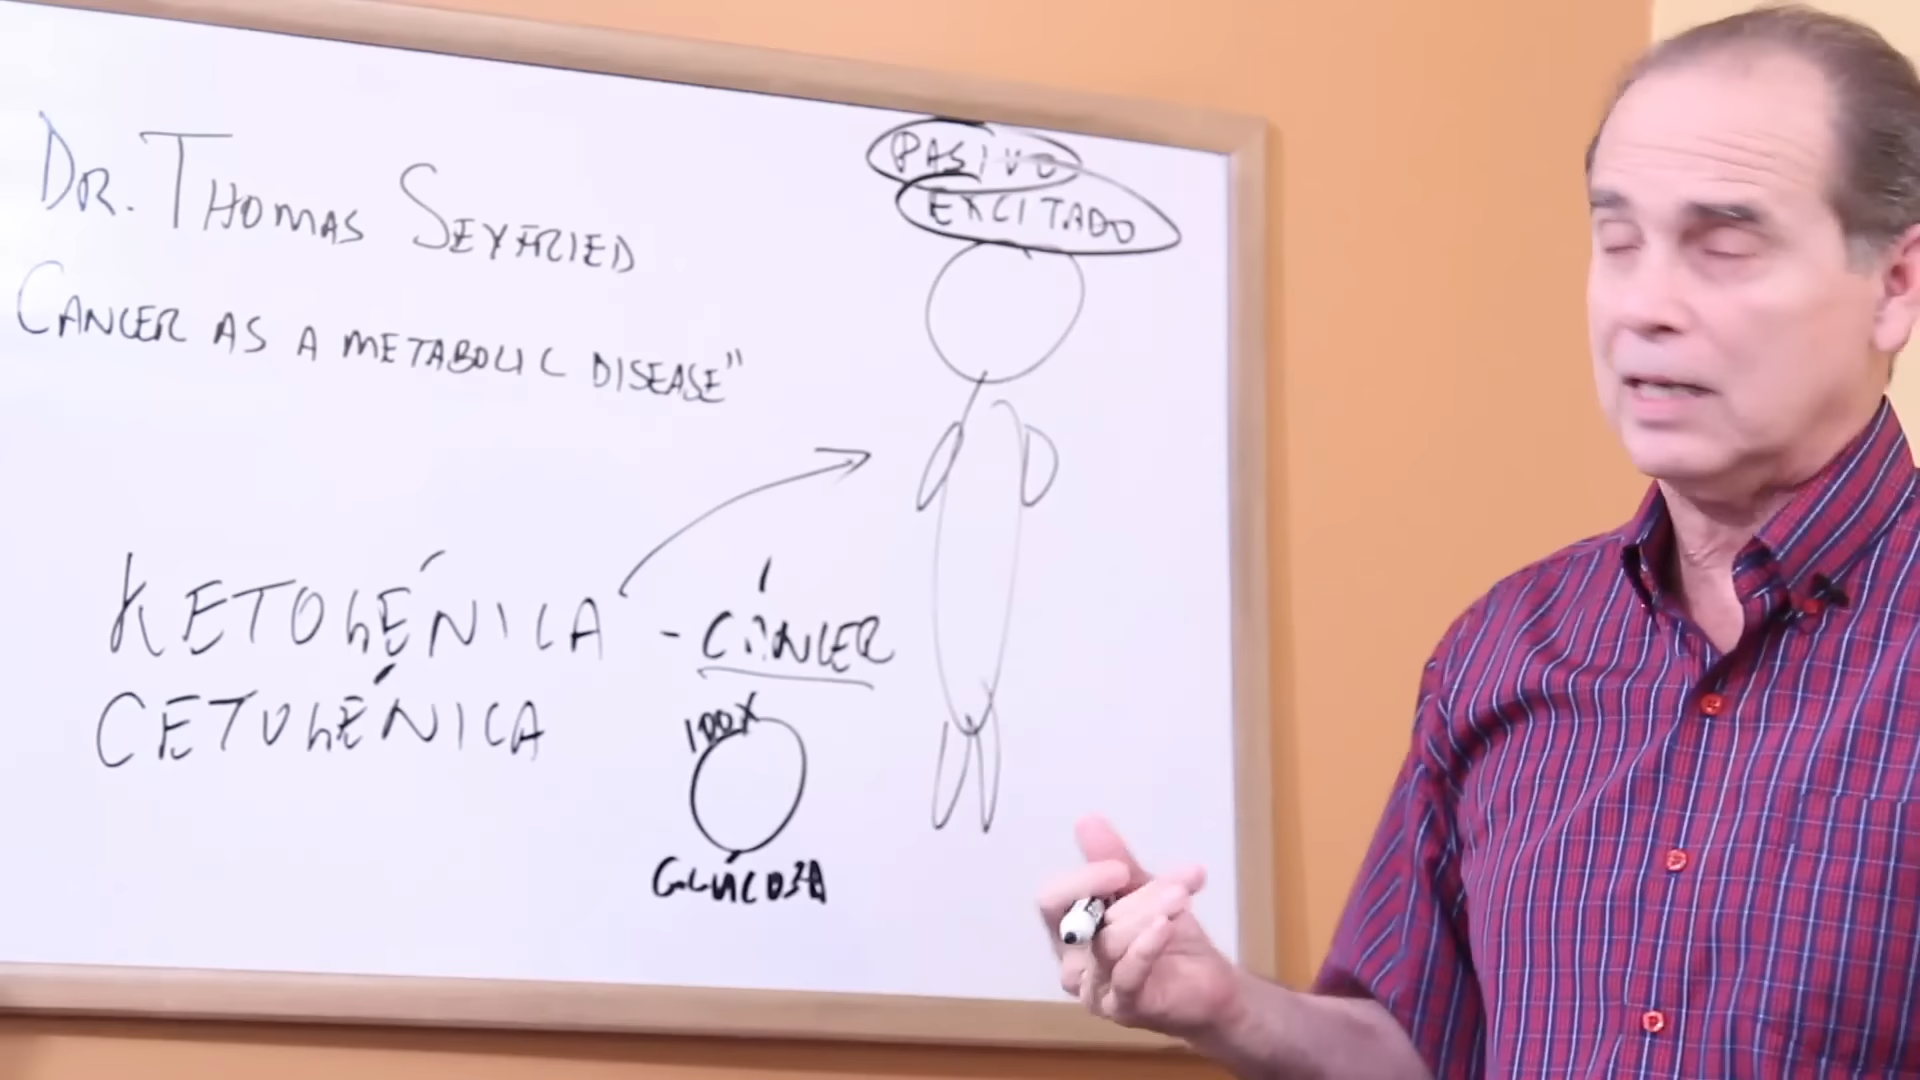 DR. THOMAS SEYFRIED
CANCER AS A METABOLIC DISEASE"
PASIVO
EXCITADO
KETOGÉNICA - CÁNCER
CETOGÉNICA
100X
GLUCOSA